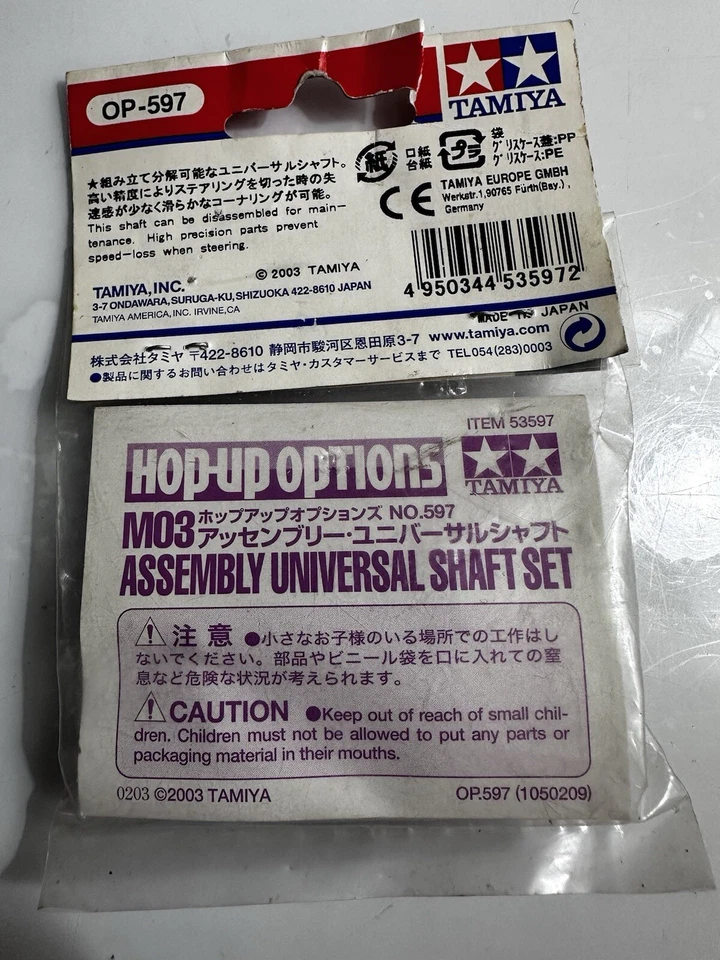 OP-597
TAMIYA
★組み立て分解可能なユニバーサルシャフト。
高い精度によりステアリングを切った時の失
速感が少なく滑らかなコーナリングが可能。
This shaft can be disassembled for main-
tenance. High precision parts prevent
speed-loss when steering.
© 2003 TAMIYA
紙
口紙
台紙
プラ
袋
グリスケース蓋:PP
グリスケース:PE
CE
TAMIYA EUROPE GMBH
Werkstr.1,90765 Fürth(Bay.),
Germany
4 950344 535972
TAMIYA, INC.
3-7 ONDAWARA, SURUGA-KU, SHIZUOKA 422-8610 JAPAN
TAMIYA AMERICA, INC. IRVINE, CA
MADE IN JAPAN
株式会社タミヤ 〒422-8610 静岡市駿河区恩田原3-7 www.tamiya.com
●製品に関するお問い合わせはタミヤ・カスタマーサービスまで TEL054(283)0003
ITEM 53597
HOP-UP OPTIONS
TAMIYA
M03 ホップアップオプションズ NO.597
アッセンブリー・ユニバーサルシャフト
ASSEMBLY UNIVERSAL SHAFT SET
注意 ●小さなお子様のいる場所での工作はし
ないでください。部品やビニール袋を口に入れての窒
息など危険な状況が考えられます。
CAUTION ●Keep out of reach of small chil-
dren. Children must not be allowed to put any parts or
packaging material in their mouths.
0203 ©2003 TAMIYA
OP.597 (1050209)